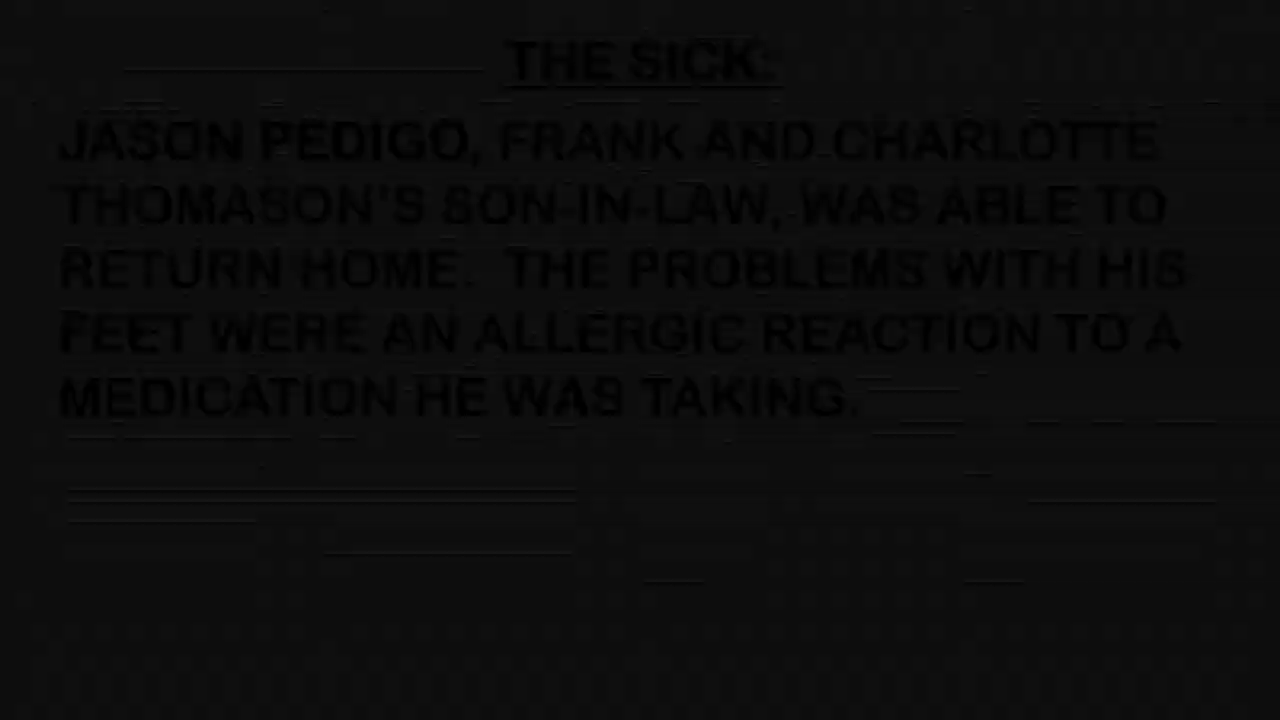 THE SICK:
JASON PEDIGO, FRANK AND CHARLOTTE
THOMASON'S SON-IN-LAW, WAS ABLE TO
RETURN HOME. THE PROBLEMS WITH HIS
FEET WERE AN ALLERGIC REACTION TO A
MEDICATION HE WAS TAKING.